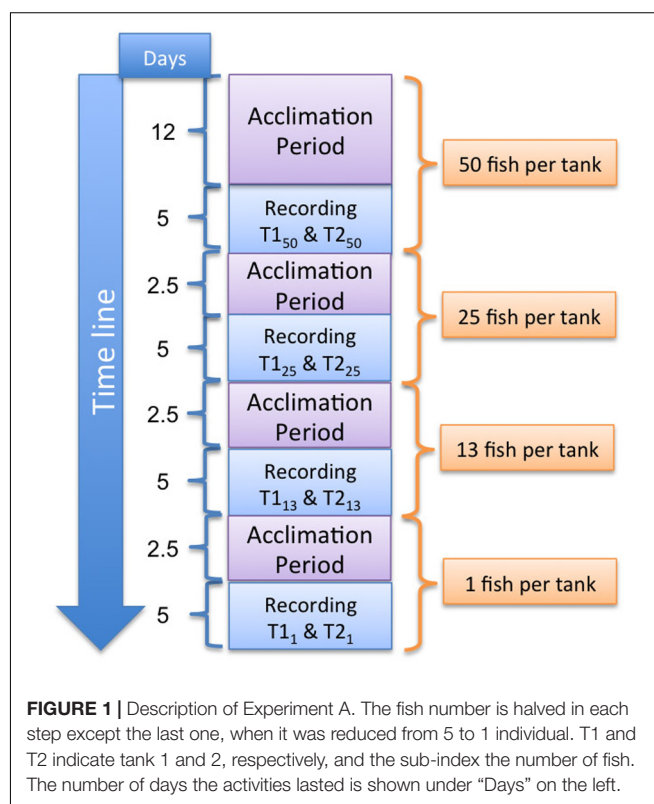 Days
Time line
12
Acclimation
Period
50 fish per tank
5
Recording
T1₅₀ & T2₅₀
2.5
Acclimation
Period
25 fish per tank
5
Recording
T1₂₅ & T2₂₅
2.5
Acclimation
Period
13 fish per tank
5
Recording
T1₁₃ & T2₁₃
2.5
Acclimation
Period
1 fish per tank
5
Recording
T1₁ & T2₁
FIGURE 1 | Description of Experiment A. The fish number is halved in each
step except the last one, when it was reduced from 5 to 1 individual. T1 and
T2 indicate tank 1 and 2, respectively, and the sub-index the number of fish.
The number of days the activities lasted is shown under “Days” on the left.